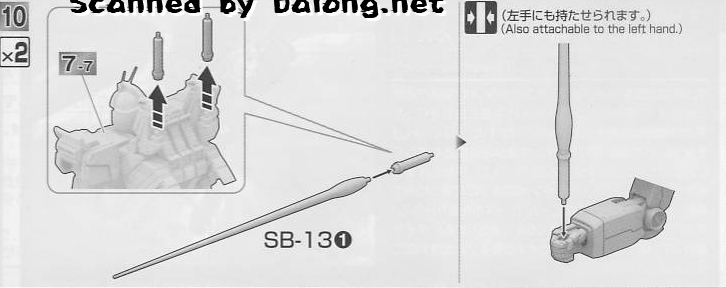 Scanned by Dalong.net
10
×2
7-7
SB-13❶
(左手にも持たせられます。)
(Also attachable to the left hand.)